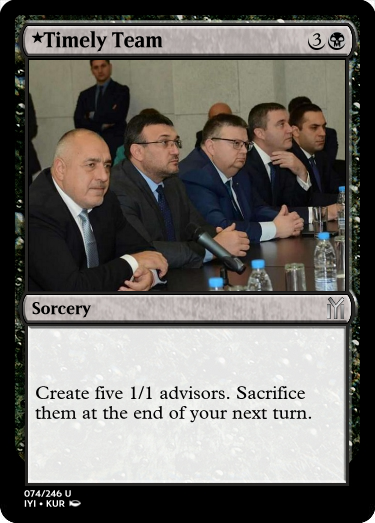 ★Timely Team 3
Sorcery
Create five 1/1 advisors. Sacrifice
them at the end of your next turn.
074/246 U
IYI • KUR